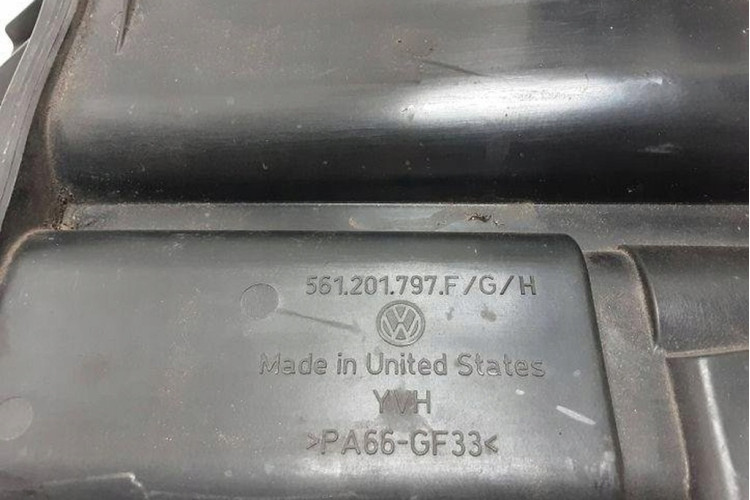 561.201.797.F/G/H
Made in United States
YVH
>PA66-GF33<